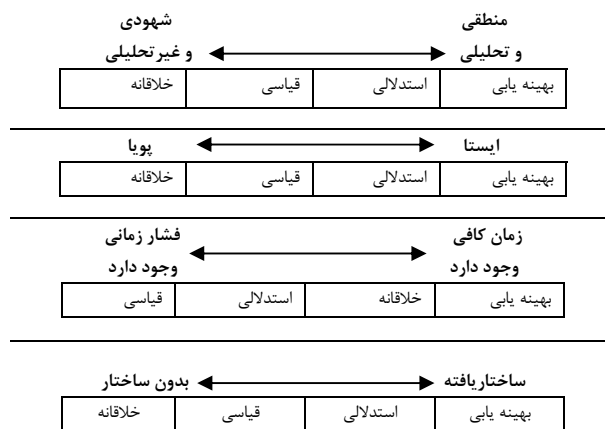 منطقی شهودی
و تحلیلی و غیرتحلیلی
بهینه یابی استدلالی قیاسی خلاقانه
ایستا پویا
بهینه یابی استدلالی قیاسی خلاقانه
زمان کافی فشار زمانی
وجود دارد وجود دارد
بهینه یابی خلاقانه استدلالی قیاسی
ساختاریافته بدون ساختار
بهینه یابی استدلالی قیاسی خلاقانه